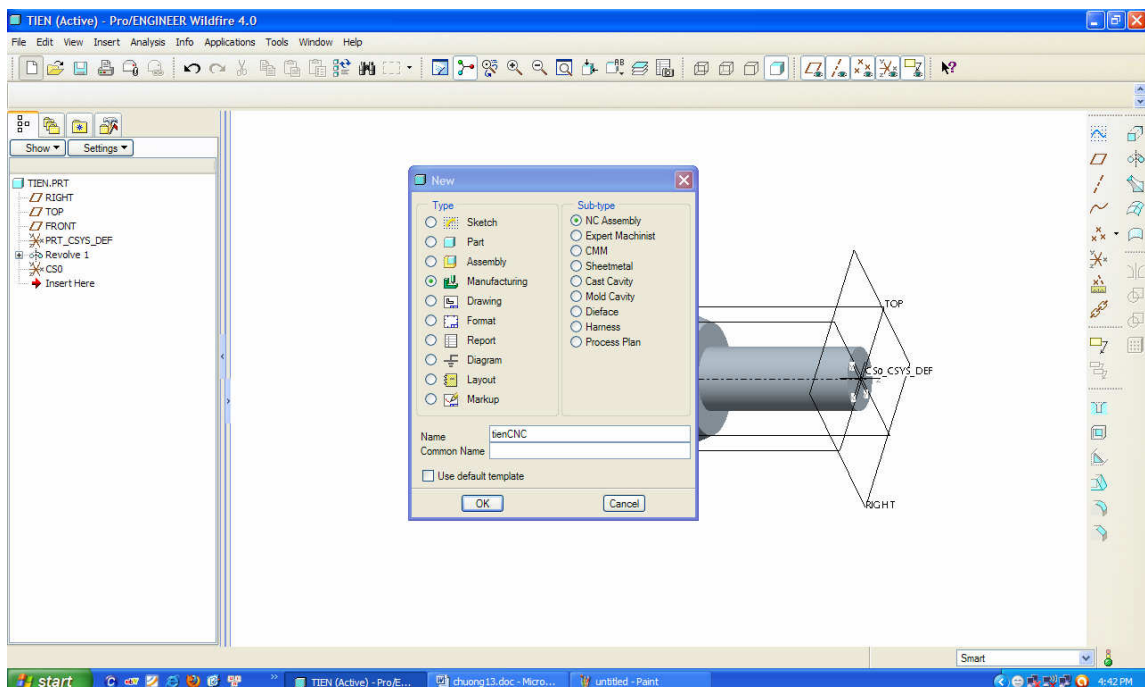 TIEN (Active) - Pro/ENGINEER Wildfire 4.0
File Edit View Insert Analysis Info Applications Tools Window Help
Show Settings
TIEN.PRT
RIGHT
TOP
FRONT
PRT_CSYS_DEF
Revolve 1
CS0
Insert Here
New
Type
Sketch
Part
Assembly
Manufacturing
Drawing
Format
Report
Diagram
Layout
Markup
Sub-type
NC Assembly
Expert Machinist
CMM
Sheetmetal
Cast Cavity
Mold Cavity
Dieface
Harness
Process Plan
Name tienCNC
Common Name
Use default template
OK Cancel
TOP
CS0_CSYS_DEF
RIGHT
Smart
start TIEN (Active) - Pro/E... chuong13.doc - Micro... untitled - Paint 4:42 PM